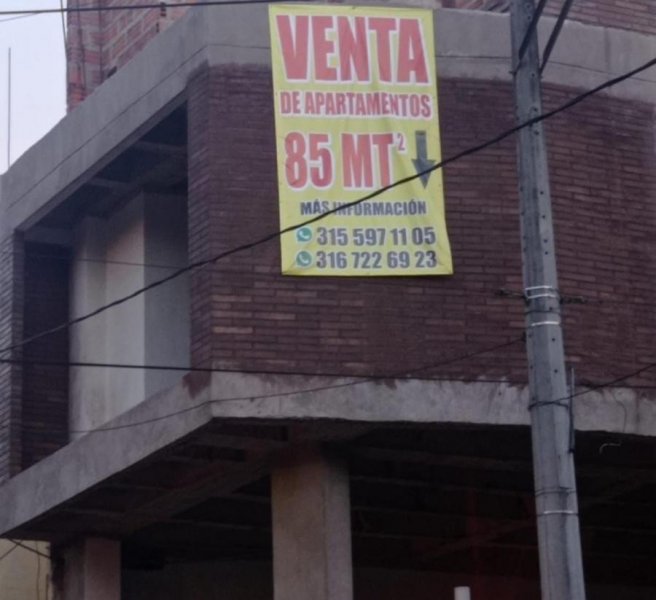 VENTA
DE APARTAMENTOS
85 MT²
MÁS INFORMACIÓN
315 597 11 05
316 722 69 23